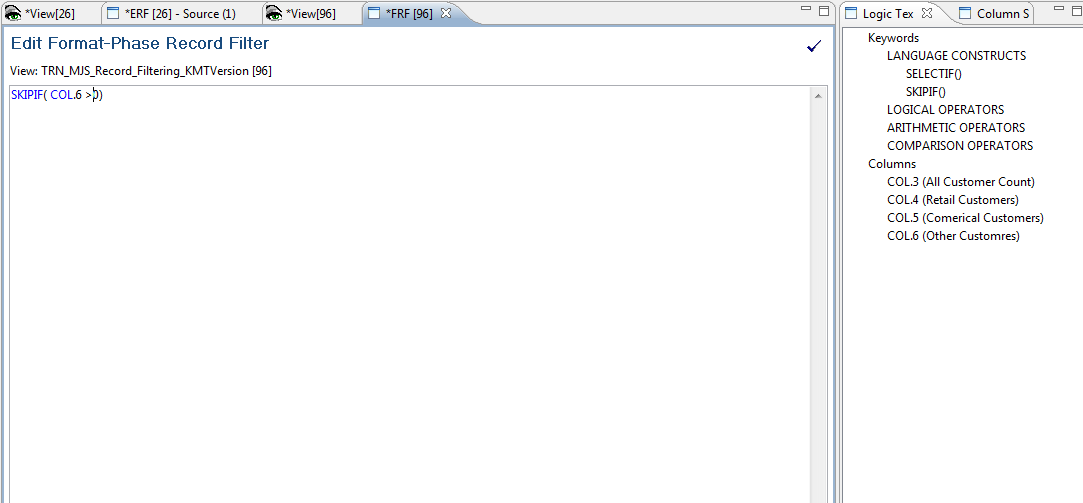 *View[26]
*ERF [26] - Source (1)
*View[96]
*FRF [96]
Logic Tex
Column S
Edit Format-Phase Record Filter
View: TRN_MJS_Record_Filtering_KMTVersion [96]
SKIPIF( COL.6 >0))
Keywords
LANGUAGE CONSTRUCTS
SELECTIF()
SKIPIF()
LOGICAL OPERATORS
ARITHMETIC OPERATORS
COMPARISON OPERATORS
Columns
COL.3 (All Customer Count)
COL.4 (Retail Customers)
COL.5 (Comerical Customers)
COL.6 (Other Customres)